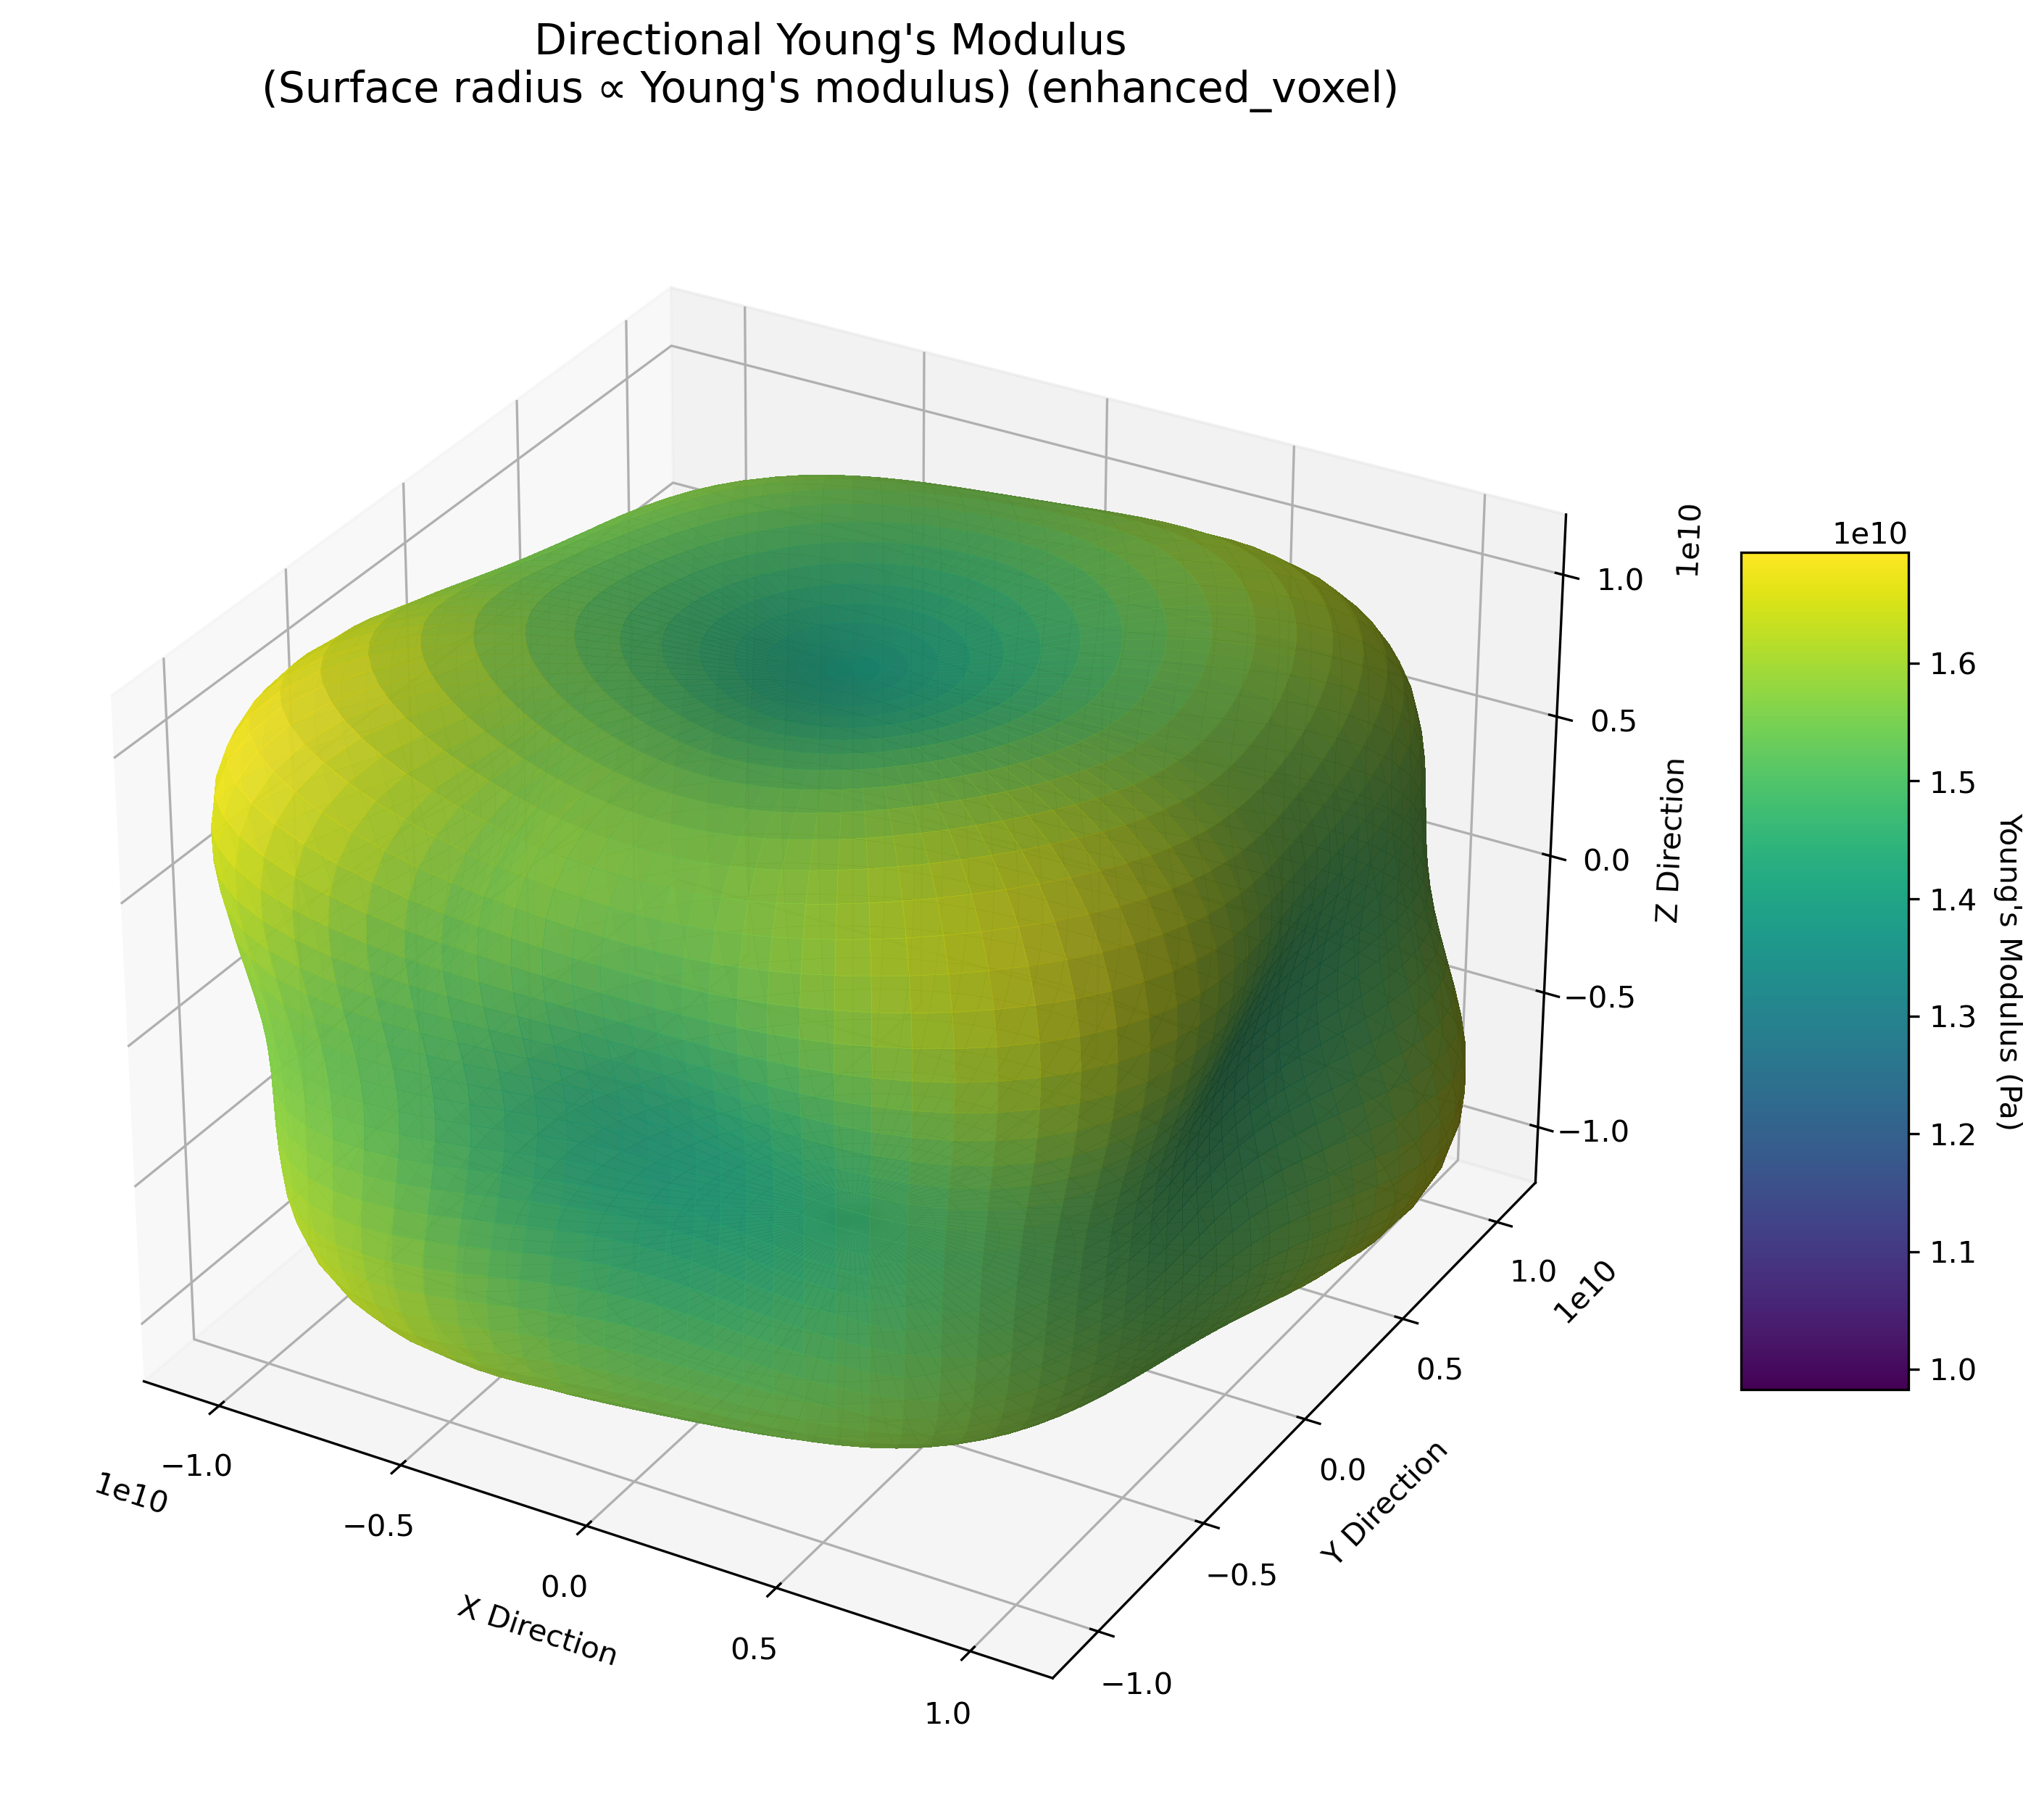 Directional Young's Modulus
(Surface radius ∝ Young's modulus) (enhanced_voxel)
1e10
1.0
0.5
0.0
−0.5
−1.0
Z Direction
1e10
1.6
1.5
1.4
1.3
1.2
1.1
1.0
Young's Modulus (Pa)
1e10
1.0
0.5
0.0
−0.5
−1.0
Y Direction
1e10
−1.0
−0.5
0.0
0.5
1.0
X Direction